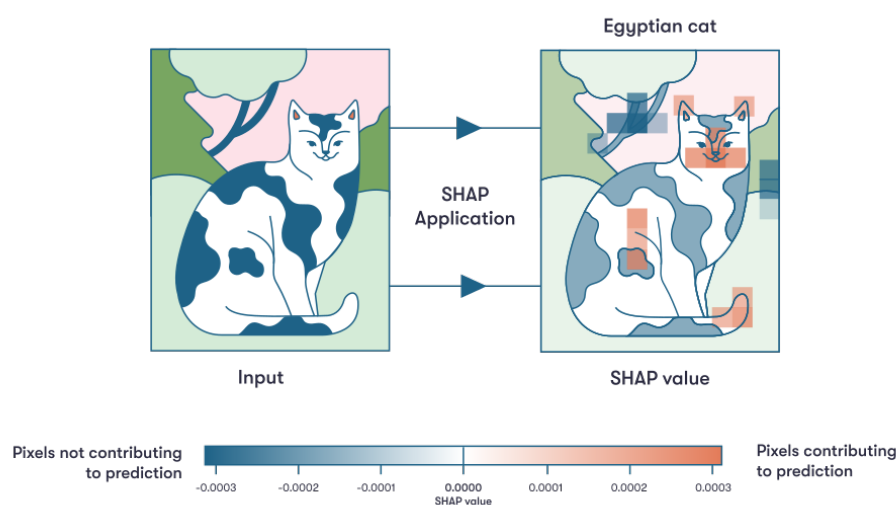 Egyptian cat
SHAP
Application
Input
SHAP value
Pixels not contributing
to prediction
Pixels contributing
to prediction
-0.0003
-0.0002
-0.0001
0.0000
0.0001
0.0002
0.0003
SHAP value